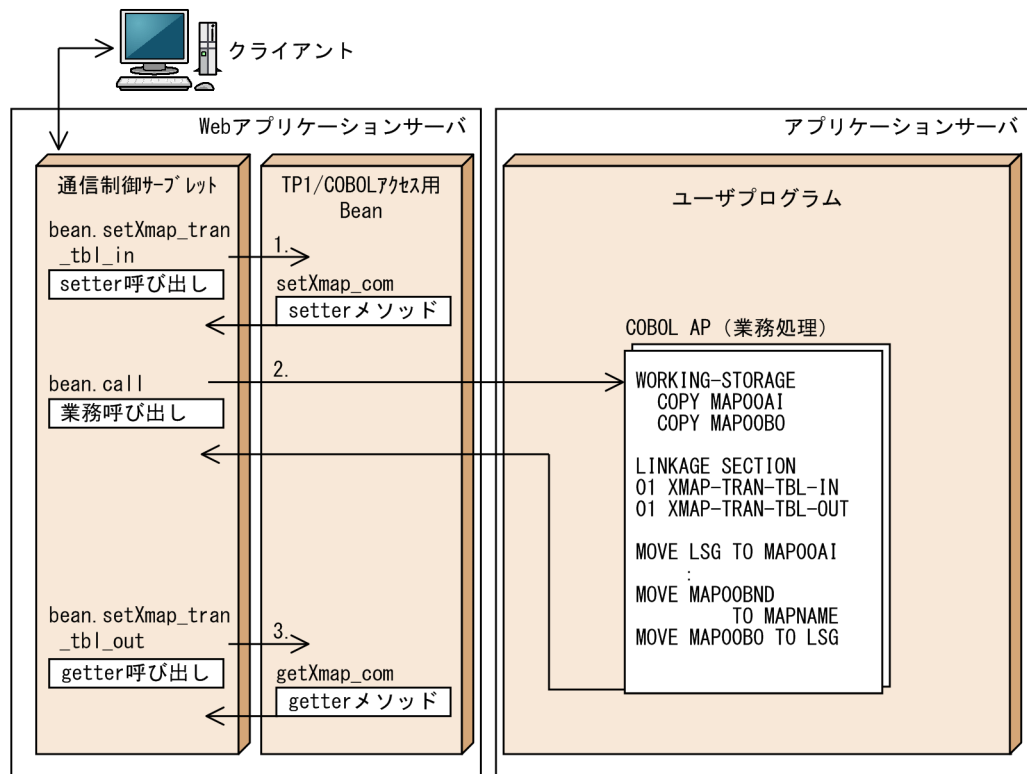 クライアント
Webアプリケーションサーバ
アプリケーションサーバ
通信制御サーブレット
TP1/COBOLアクセス用
Bean
ユーザプログラム
bean.setXmap_tran
_tbl_in
1.
setter呼び出し
setXmap_com
setterメソッド
COBOL AP（業務処理）
bean.call
2.
業務呼び出し
WORKING-STORAGE
COPY MAP00AI
COPY MAP00BO
LINKAGE SECTION
01 XMAP-TRAN-TBL-IN
01 XMAP-TRAN-TBL-OUT
MOVE LSG TO MAP00AI
:
MOVE MAP00BND
TO MAPNAME
MOVE MAP00BO TO LSG
bean.setXmap_tran
_tbl_out
3.
getter呼び出し
getXmap_com
getterメソッド